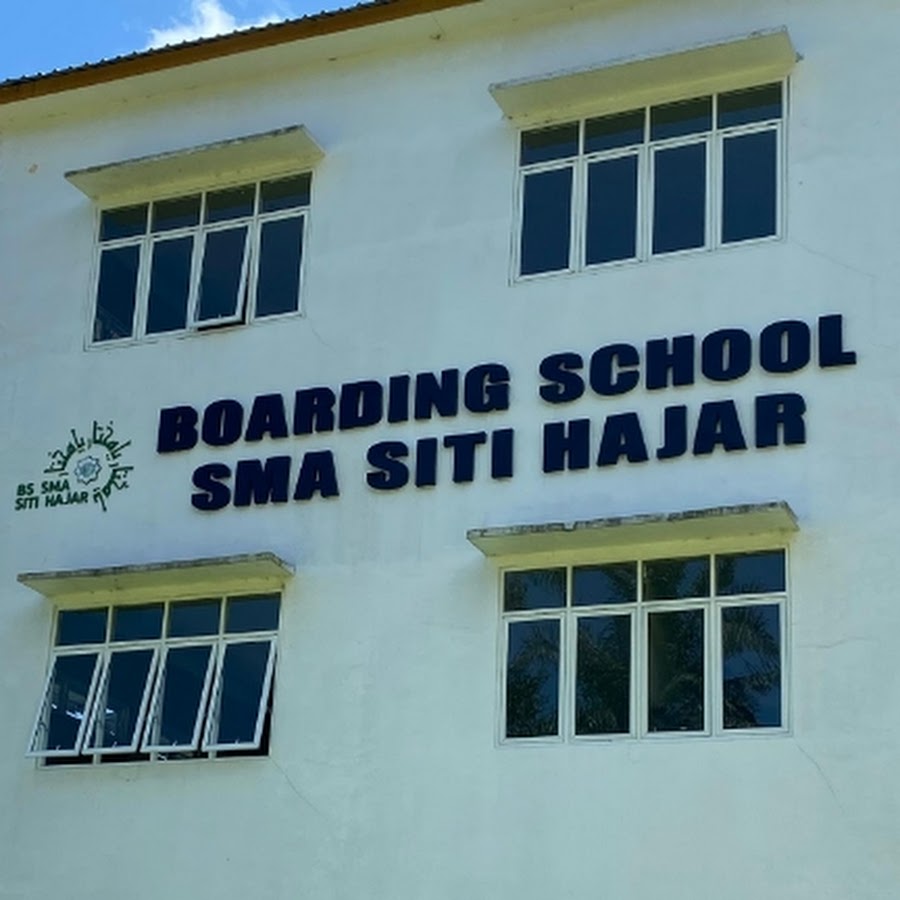 BOARDING SCHOOL
SMA SITI HAJAR
BS SMA
SITI HAJAR